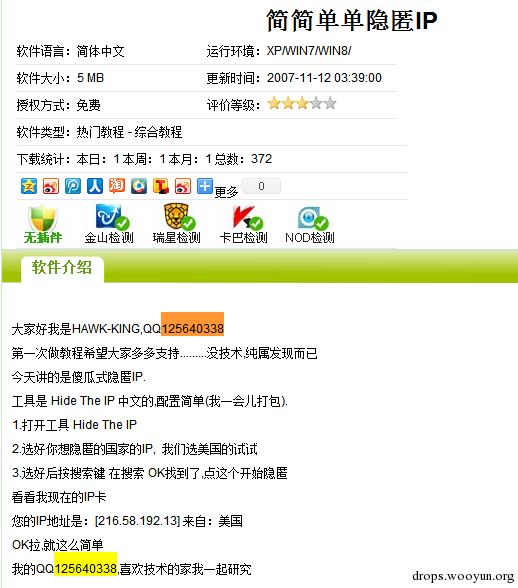 简简单单隐匿IP
软件语言：简体中文 运行环境：XP/WIN7/WIN8/
软件大小：5 MB 更新时间：2007-11-12 03:39:00
授权方式：免费 评价等级：
软件类型：热门教程 - 综合教程
下载统计：本日：1 本周：1 本月：1 总数：372
更多 0
无插件 金山检测 瑞星检测 卡巴检测 NOD检测
软件介绍
大家好我是HAWK-KING,QQ125640338
第一次做教程希望大家多多支持.........没技术,纯属发现而已
今天讲的是傻瓜式隐匿IP.
工具是 Hide The IP 中文的,配置简单(我一会儿打包).
1.打开工具 Hide The IP
2.选好你想隐匿的国家的IP, 我们选美国的试试
3.选好后按搜索键 在搜索 OK找到了,点这个开始隐匿
看看我现在的IP卡
您的IP地址是：[216.58.192.13] 来自：美国
OK拉,就这么简单
我的QQ125640338,喜欢技术的家我一起研究
drops.wooyun.org